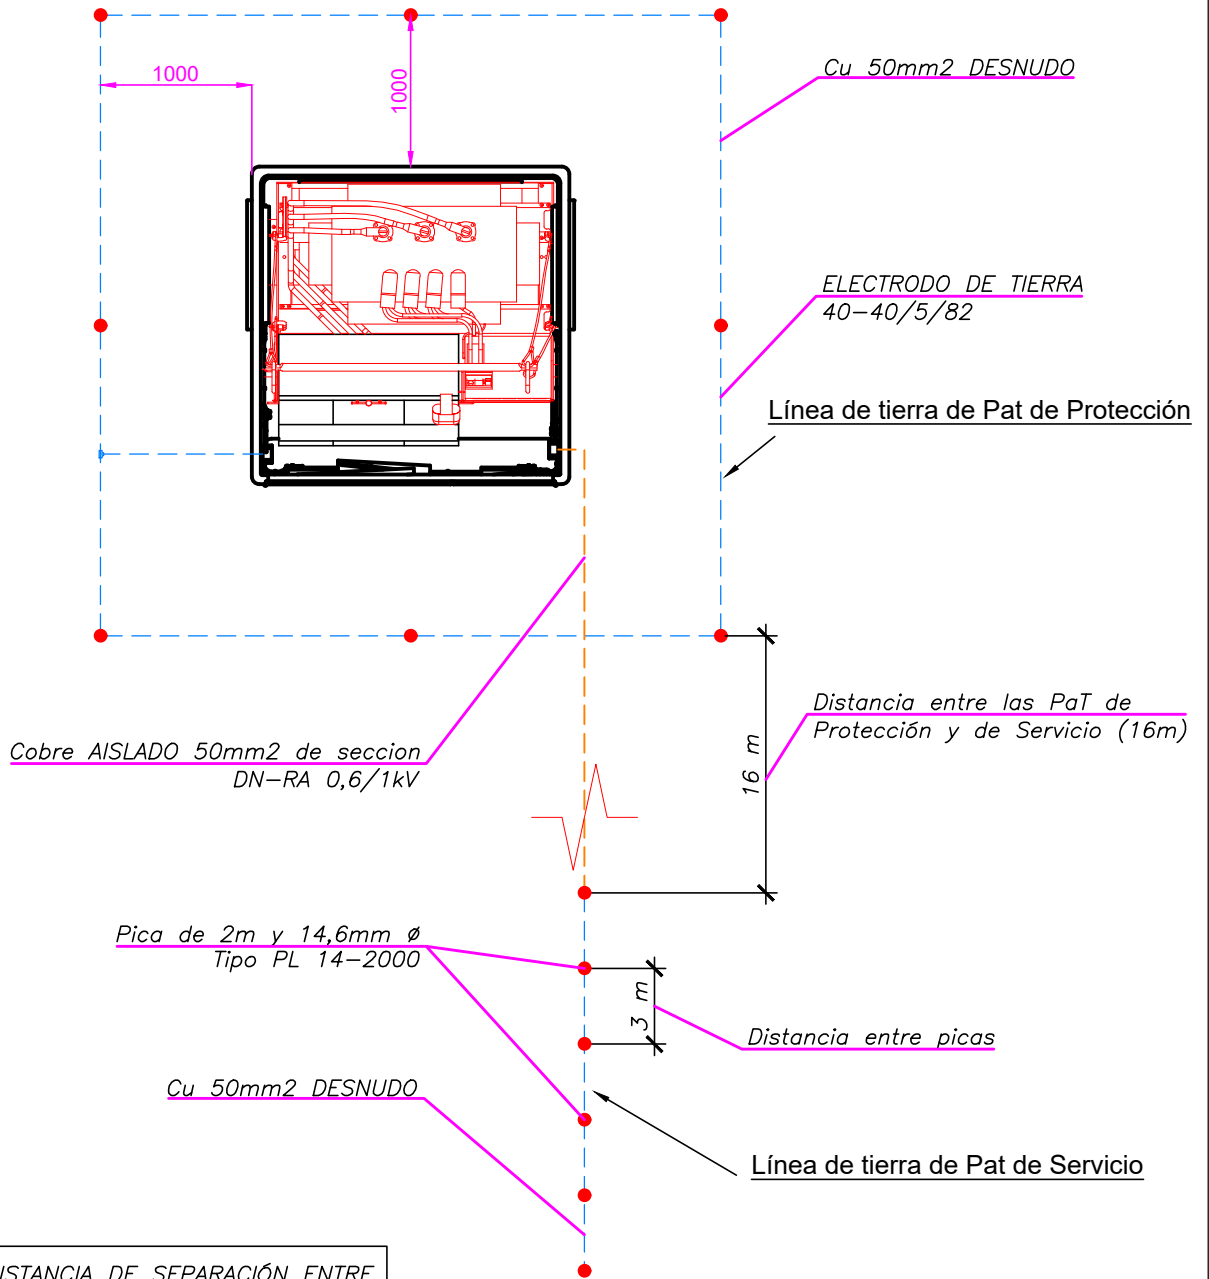 1000
1000
Cu 50mm2 DESNUDO
ELECTRODO DE TIERRA
40-40/5/82
Línea de tierra de Pat de Protección
Distancia entre las PaT de
Protección y de Servicio (16m)
16 m
Cobre AISLADO 50mm2 de seccion
DN-RA 0,6/1kV
Pica de 2m y 14,6mm ø
Tipo PL 14-2000
3 m
Distancia entre picas
Cu 50mm2 DESNUDO
Línea de tierra de Pat de Servicio
DE SEPARACIÓN ENTRE